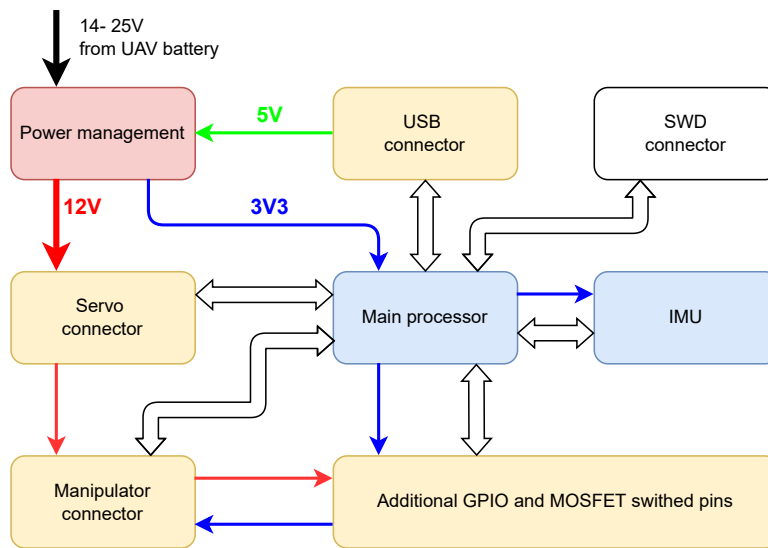 14- 25V
from UAV battery
Power management
5V
USB
connector
SWD
connector
12V
3V3
Servo
connector
Main processor
IMU
Manipulator
connector
Additional GPIO and MOSFET swithed pins